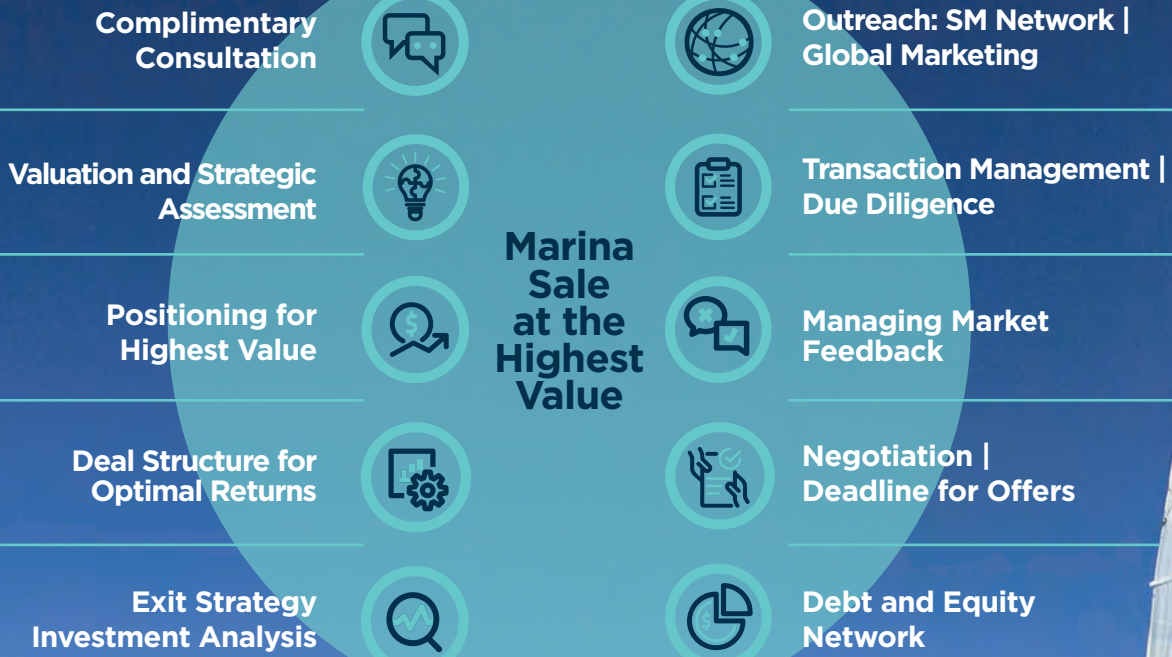 Complimentary
Consultation
Valuation and Strategic
Assessment
Positioning for
Highest Value
Deal Structure for
Optimal Returns
Exit Strategy
Investment Analysis
Marina
Sale
at the
Highest
Value
Outreach: SM Network |
Global Marketing
Transaction Management |
Due Diligence
Managing Market
Feedback
Negotiation |
Deadline for Offers
Debt and Equity
Network